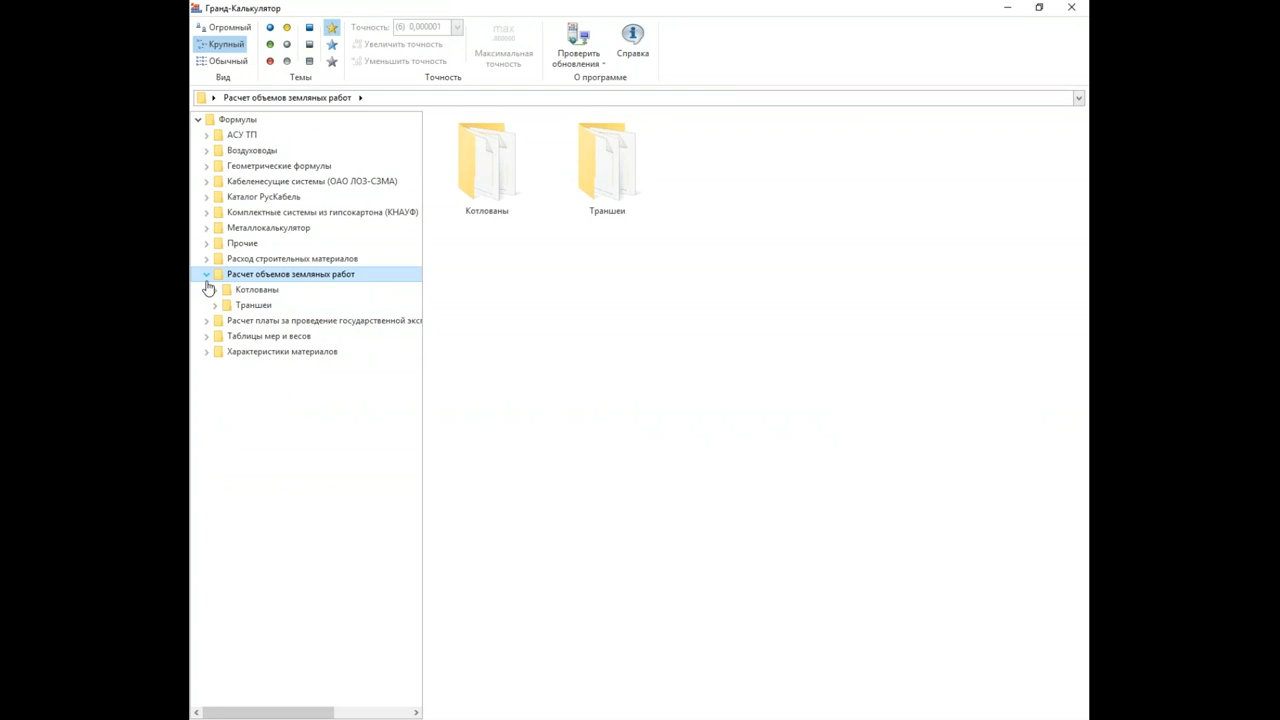 Гранд-Калькулятор
Огромный
Крупный
Обычный
Вид
Темы
Точность: (6) 0,000001
Увеличить точность
Уменьшить точность
Точность
max
Максимальная
точность
Проверить
обновления
Справка
О программе
Расчет объемов земляных работ
Формулы
АСУ ТП
Воздуховоды
Геометрические формулы
Кабеленесущие системы (ОАО ЛОЗ-СЗМА)
Каталог РусКабель
Комплектные системы из гипсокартона (КНАУФ)
Металлокалькулятор
Прочие
Расход строительных материалов
Расчет объемов земляных работ
Котлованы
Траншеи
Расчет платы за проведение государственной эксп
Таблицы мер и весов
Характеристики материалов
Котлованы
Траншеи